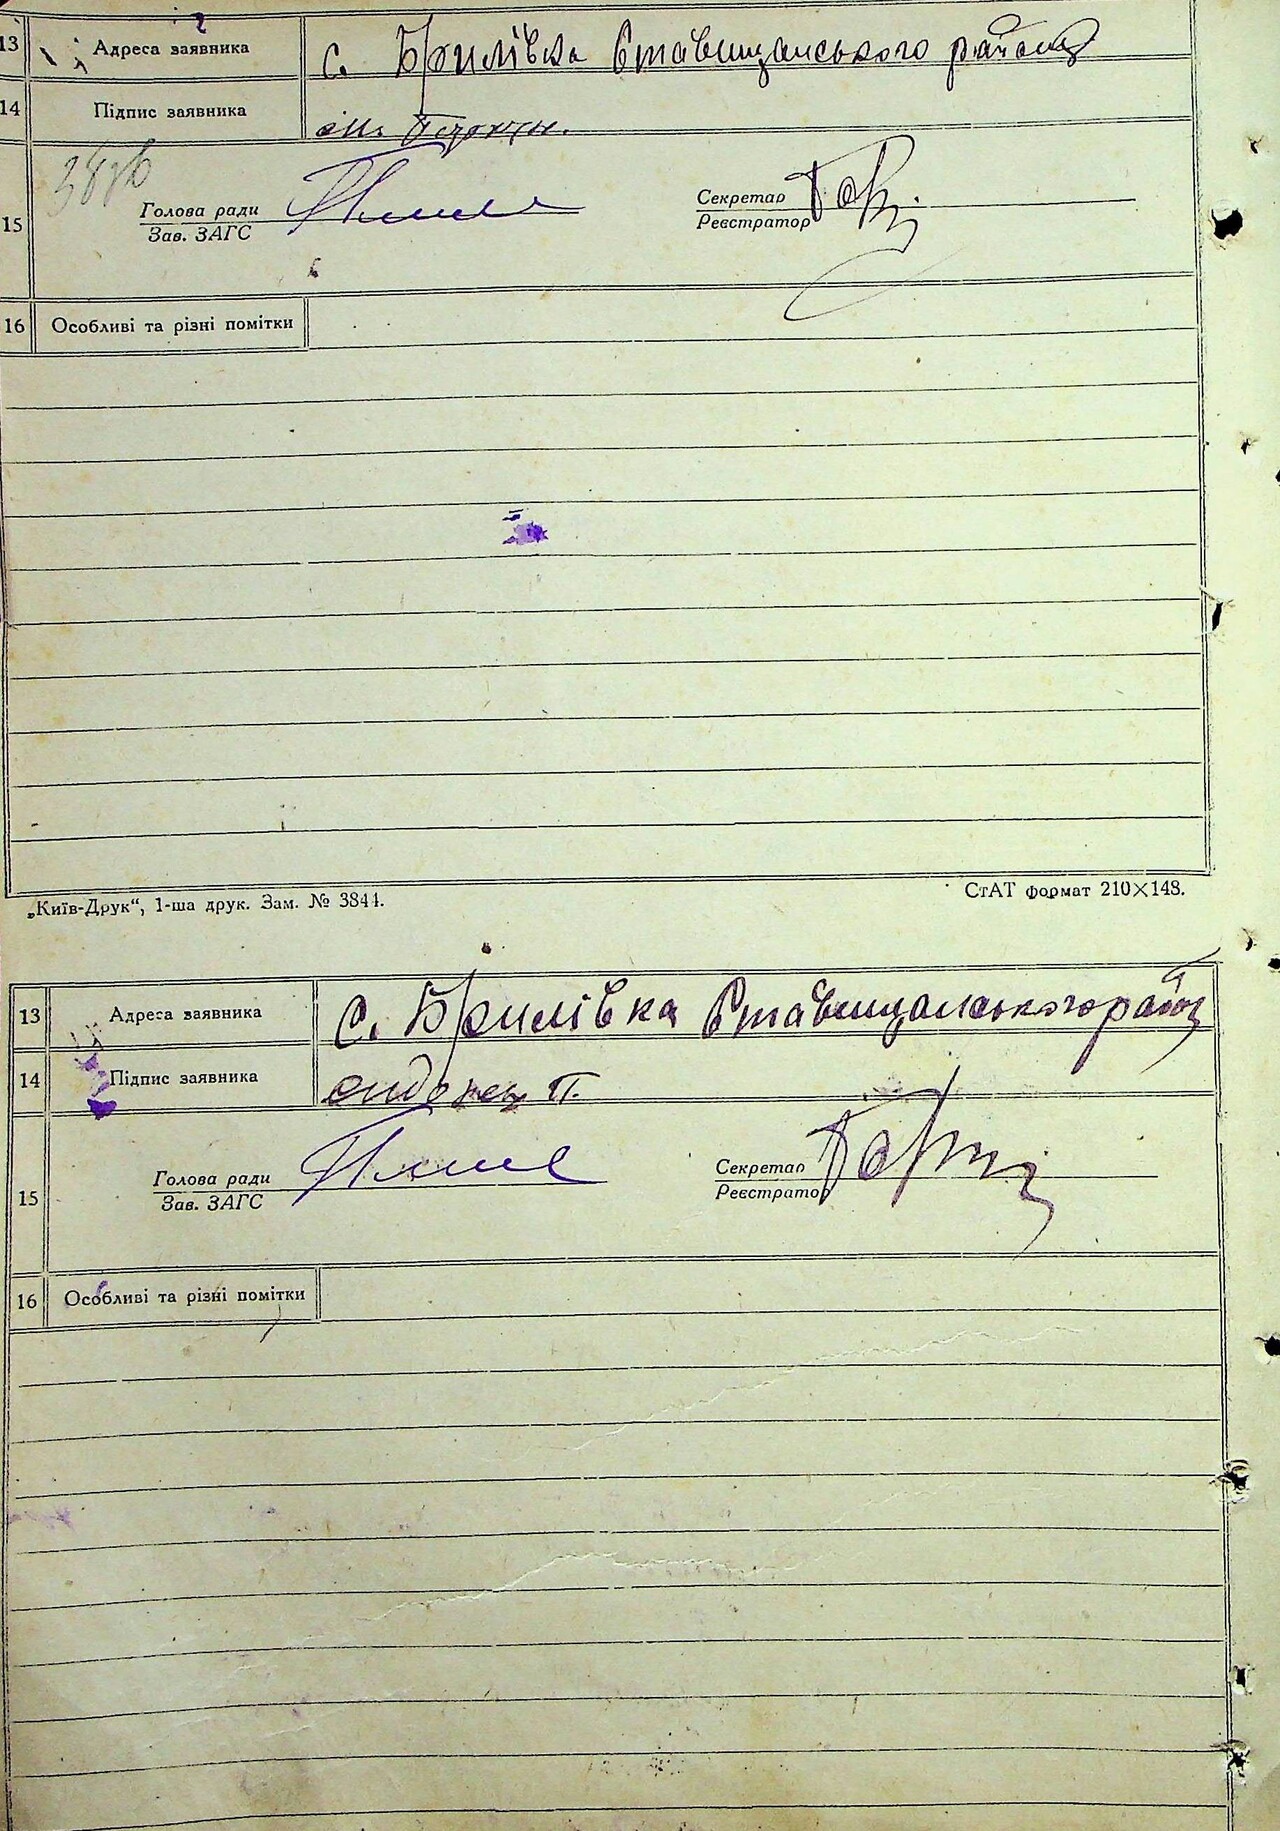 13 Адреса заявника с. Брилівка Ставищанського району
14 Підпис заявника
15 Голова ради Секретар
Зав. ЗАГС Реєстратор
16 Особливі та різні помітки
„Київ-Друк“, 1-ша друк. Зам. № 3844. СтАТ формат 210×148.
13 Адреса заявника с. Брилівка Ставищанського району
14 Підпис заявника П.
15 Голова ради Секретар
Зав. ЗАГС Реєстратор
16 Особливі та різні помітки